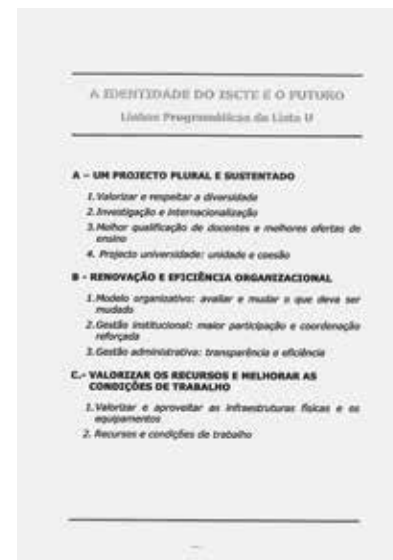 A IDENTIDADE DO ISCTE E O FUTURO
Linhas Programáticas da Lista U
A – UM PROJECTO PLURAL E SUSTENTADO
1. Valorizar e respeitar a diversidade
2. Investigação e internacionalização
3. Melhor qualificação de docentes e melhores ofertas de
ensino
4. Projecto universidade: unidade e coesão
B - RENOVAÇÃO E EFICIÊNCIA ORGANIZACIONAL
1. Modelo organizativo: avaliar e mudar o que deva ser
mudado
2. Gestão institucional: maior participação e coordenação
reforçada
3. Gestão administrativa: transparência e eficiência
C.- VALORIZAR OS RECURSOS E MELHORAR AS
CONDIÇÕES DE TRABALHO
1. Valorizar e aproveitar as infraestruturas físicas e os
equipamentos
2. Recursos e condições de trabalho